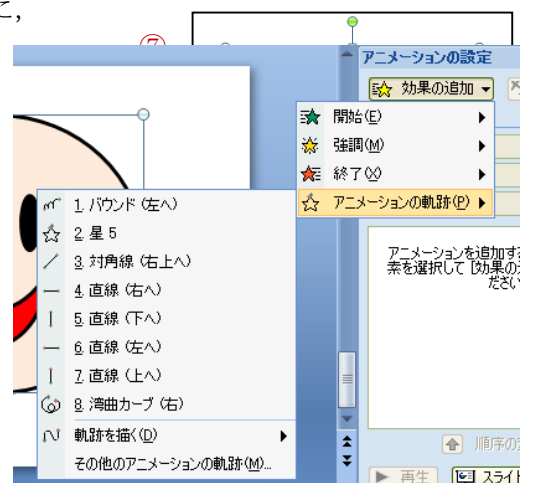 に,
⑦
アニメーションの設定
効果の追加
開始(E)
強調(M)
終了(X)
アニメーションの軌跡(P)
1. バウンド (左へ)
2. 星 5
3. 対角線 (右上へ)
4. 直線 (右へ)
5. 直線 (下へ)
6. 直線 (左へ)
7. 直線 (上へ)
8. 湾曲カーブ (右)
軌跡を描く(D)
その他のアニメーションの軌跡(M)...
アニメーションを追加す
素を選択して [効果の
ださい
順序の
再生
スライ